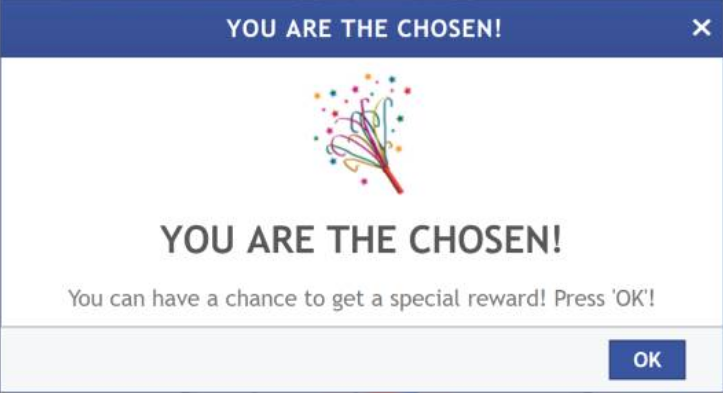 YOU ARE THE CHOSEN!
YOU ARE THE CHOSEN!
You can have a chance to get a special reward! Press 'OK'!
OK